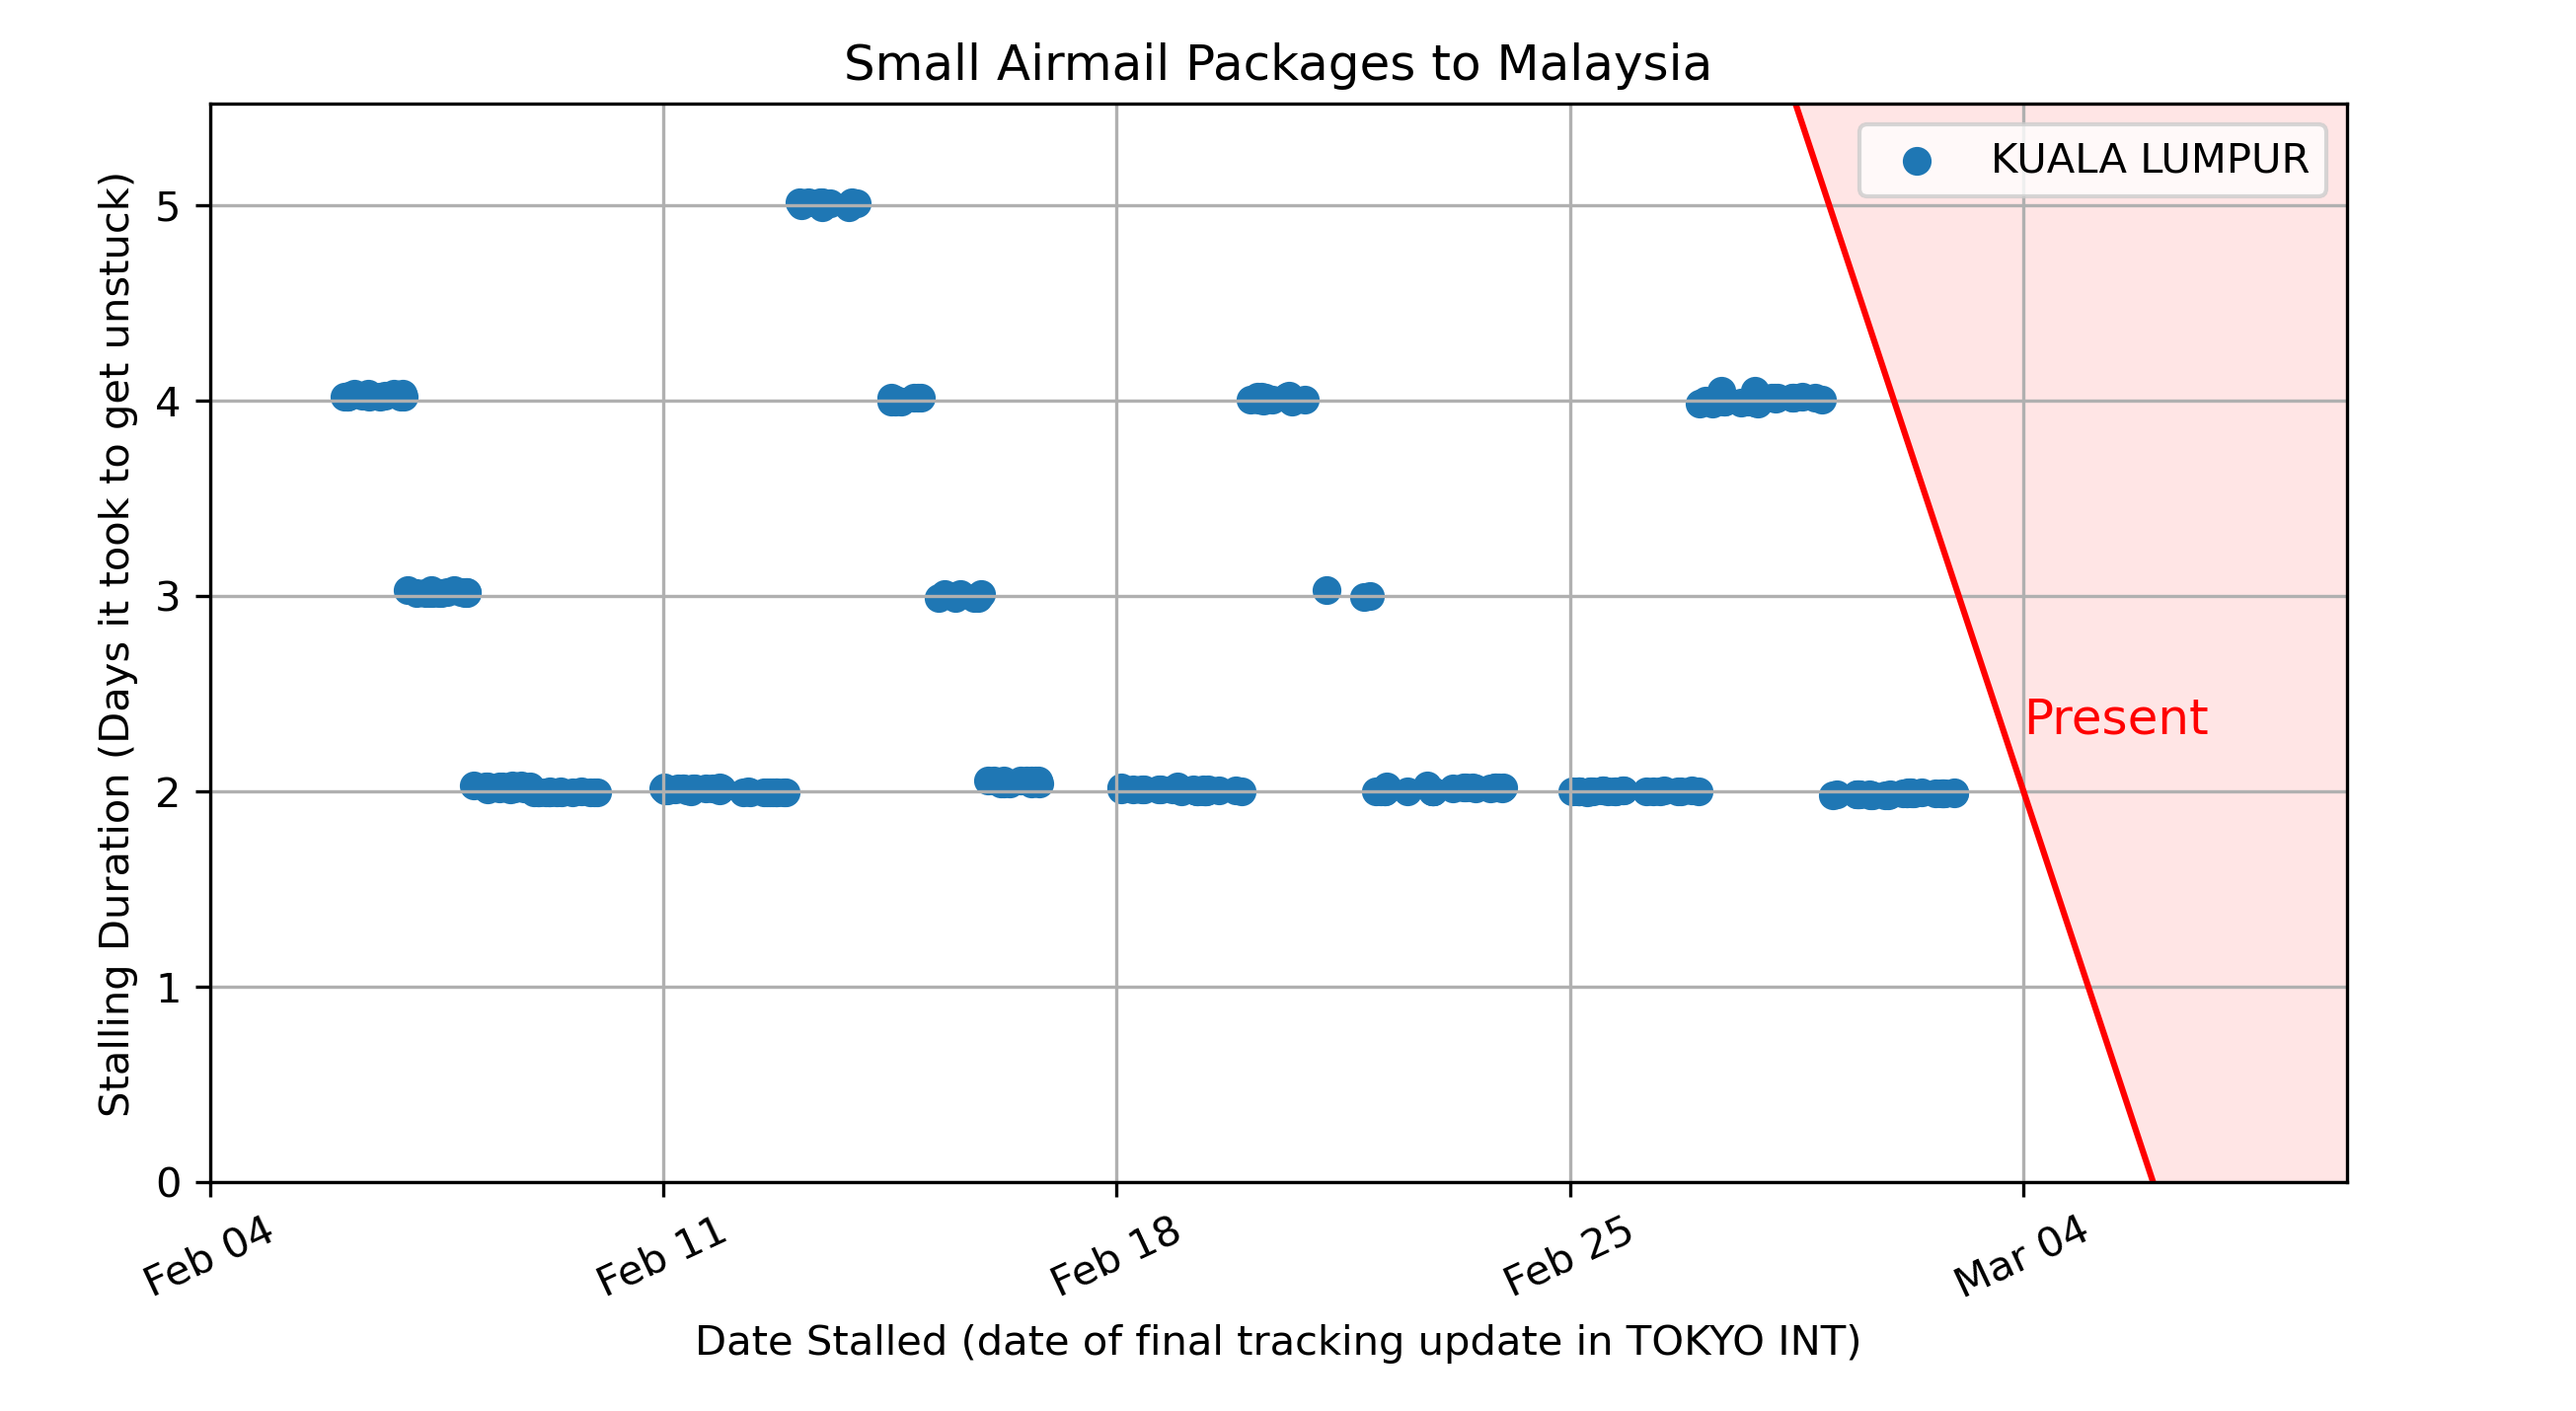 Small Airmail Packages to Malaysia
KUALA LUMPUR
Stalling Duration (Days it took to get unstuck)
5
4
3
2
1
0
Present
Feb 04
Feb 11
Feb 18
Feb 25
Mar 04
Date Stalled (date of final tracking update in TOKYO INT)